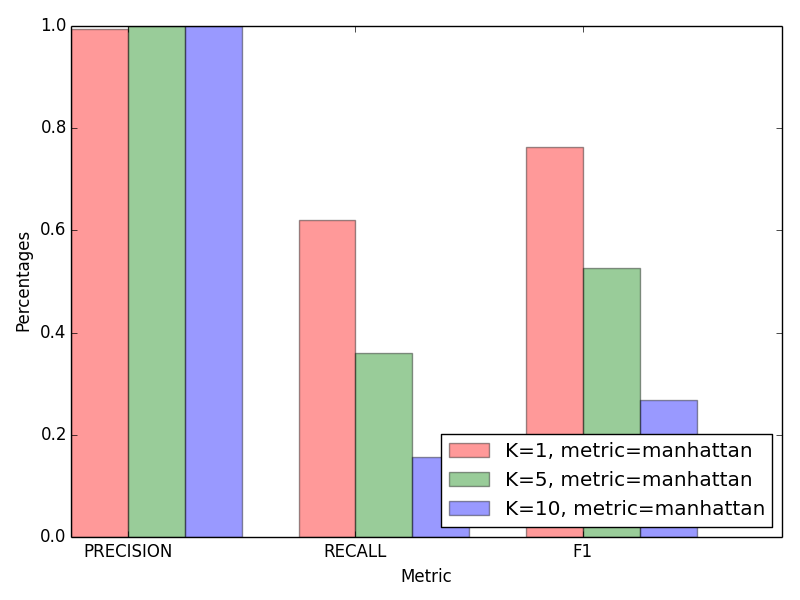 1.0
0.8
0.6
0.4
0.2
0.0
Percentages
K=1, metric=manhattan
K=5, metric=manhattan
K=10, metric=manhattan
PRECISION RECALL F1
Metric